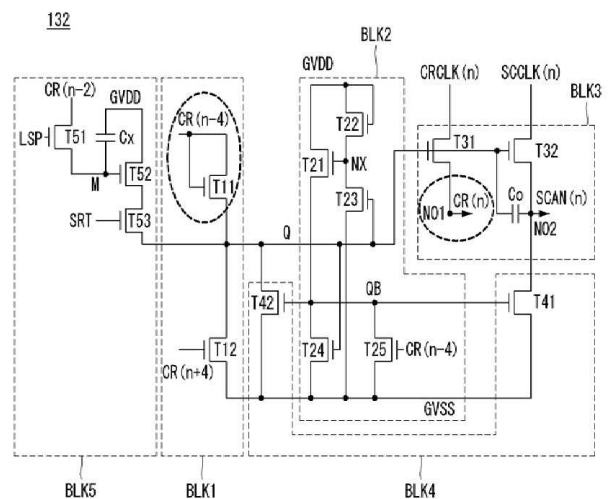 132
BLK2
CR(n-2)
GVDD
LSP
T51
Cx
M
T52
SRT
T53
CR(n-4)
T11
GVDD
T22
T21
NX
T23
CRCLK(n)
SCCLK(n)
BLK3
T31
T32
Co
NO1
CR(n)
SCAN(n)
NO2
Q
QB
T42
T41
T12
CR(n+4)
T24
T25
CR(n-4)
GVSS
BLK5
BLK1
BLK4